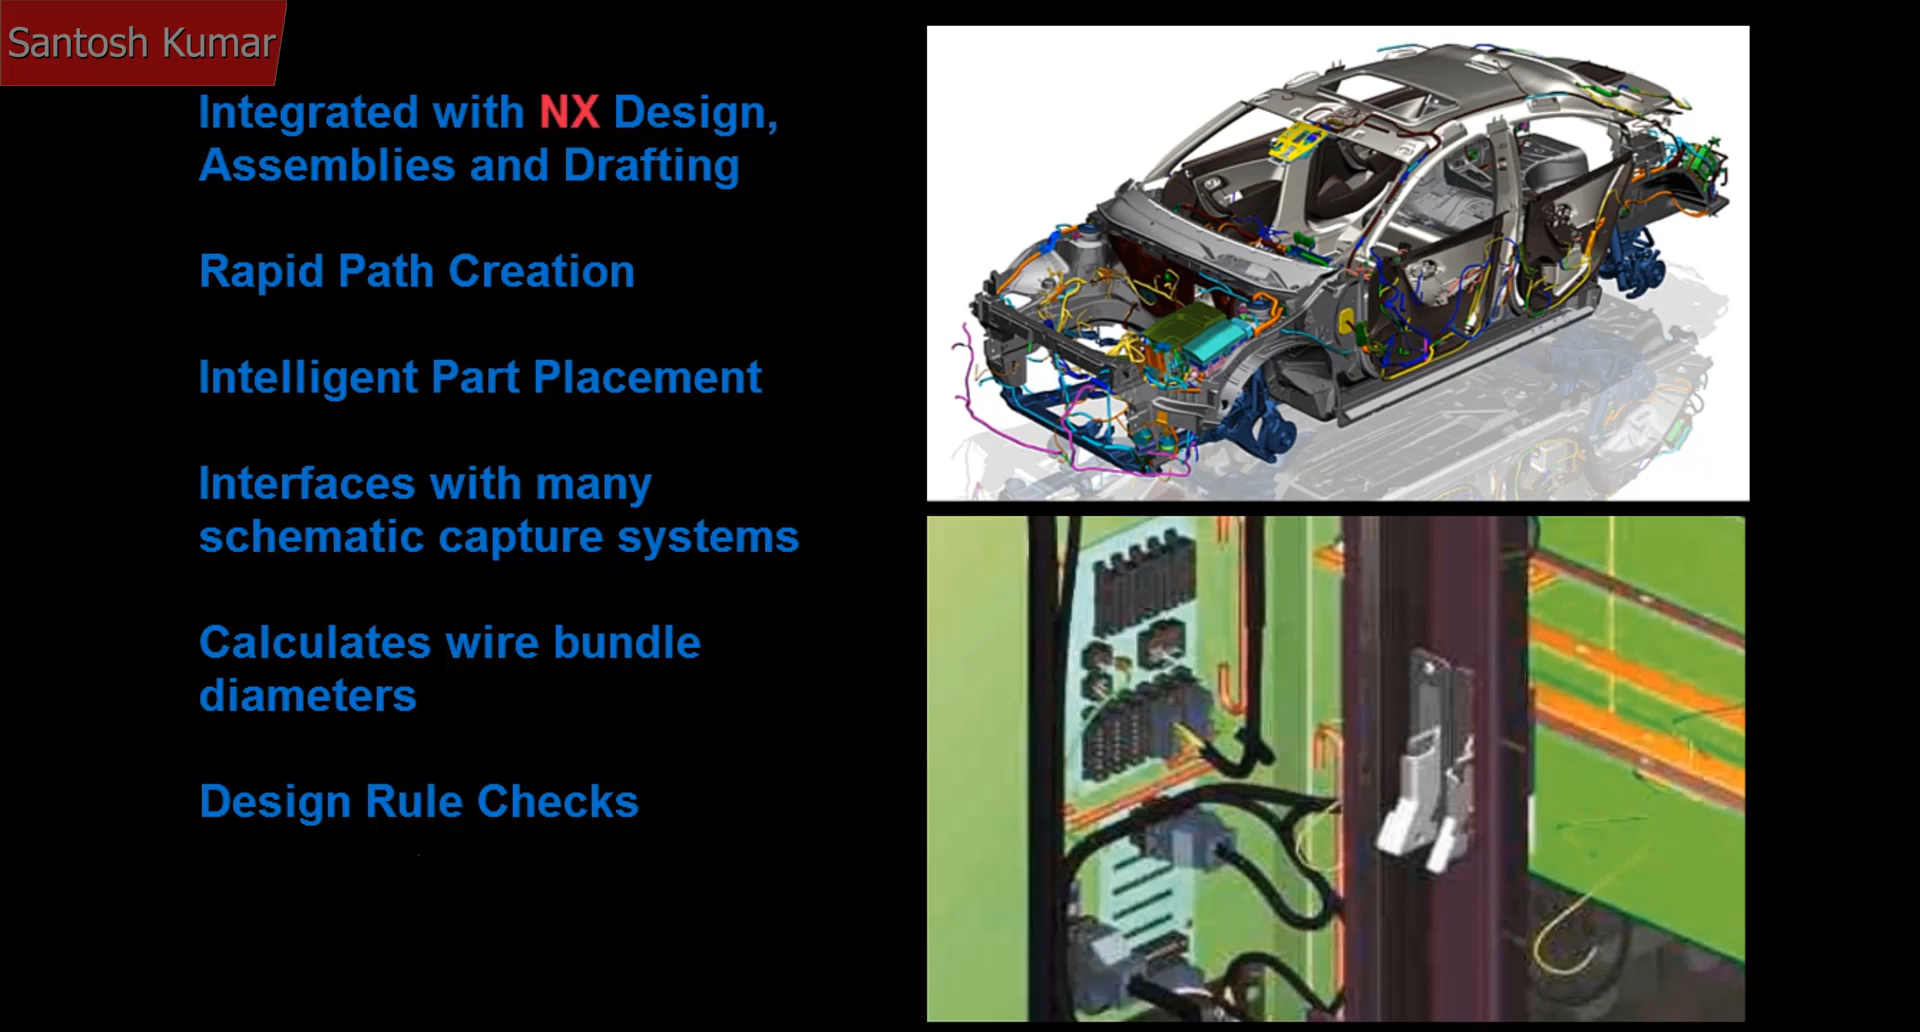 Santosh Kumar
Integrated with NX Design,
Assemblies and Drafting
Rapid Path Creation
Intelligent Part Placement
Interfaces with many
schematic capture systems
Calculates wire bundle
diameters
Design Rule Checks